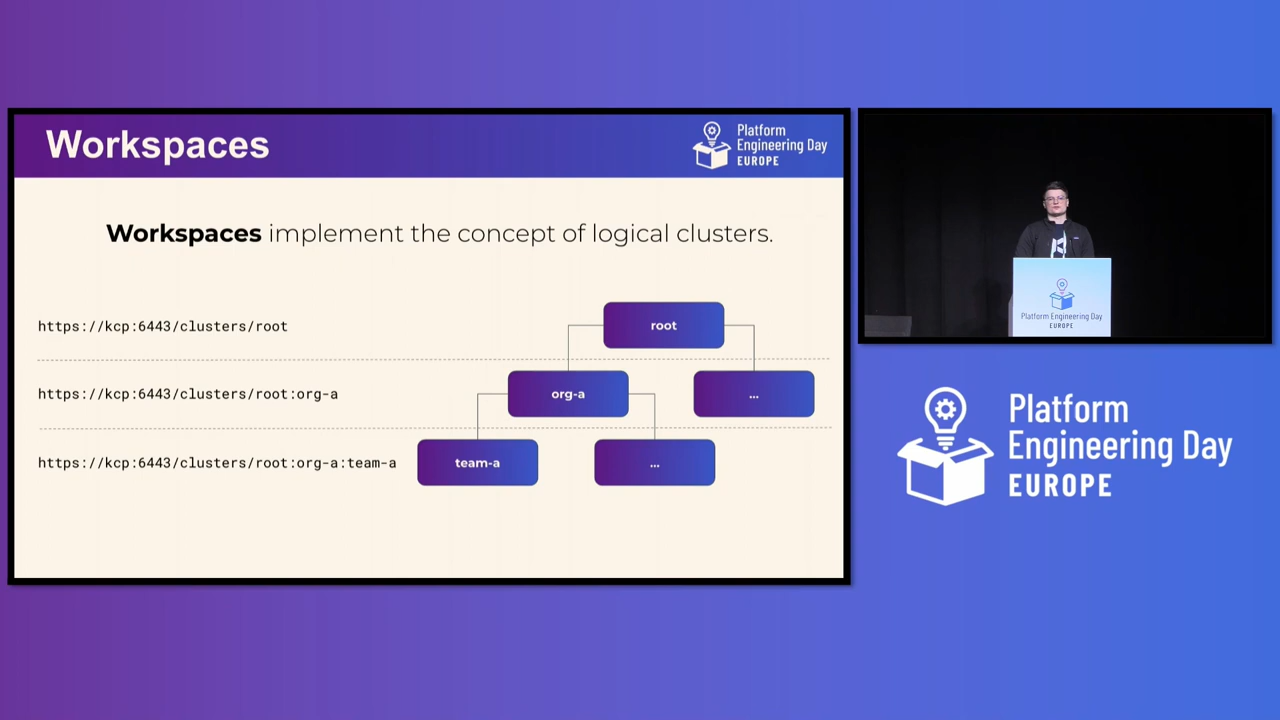 Workspaces
Platform
Engineering Day
EUROPE
Workspaces implement the concept of logical clusters.
https://kcp:6443/clusters/root
root
https://kcp:6443/clusters/root:org-a
org-a
...
https://kcp:6443/clusters/root:org-a:team-a
team-a
...
Platform Engineering Day
EUROPE
Platform
Engineering Day
EUROPE